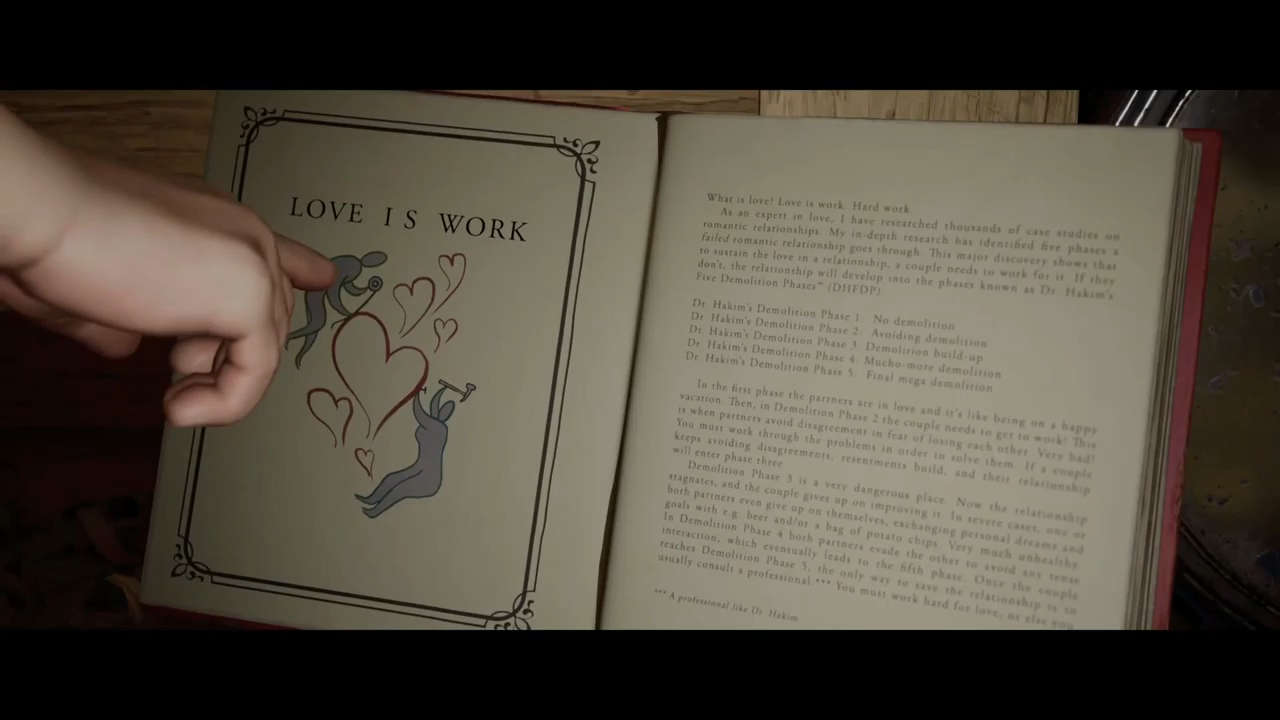 LOVE IS WORK
What is love? Love is work. Hard work.
As an expert in love, I have researched thousands of case studies on
romantic relationships. My in-depth research has identified five phases a
failed romantic relationship goes through. This major discovery shows that
to sustain the love in a relationship, a couple needs to work for it. If they
don't, the relationship will develop into the phases known as Dr. Hakim's
Five Demolition Phases™ (DHFDP)
Dr. Hakim's Demolition Phase 1: No demolition
Dr. Hakim's Demolition Phase 2: Avoiding demolition
Dr. Hakim's Demolition Phase 3: Demolition build-up
Dr. Hakim's Demolition Phase 4: Mucho-more demolition
Dr. Hakim's Demolition Phase 5: Final mega demolition
In the first phase the partners are in love and it's like being on a happy
vacation. Then, in Demolition Phase 2 the couple needs to get to work! This
is when partners avoid disagreement in fear of losing each other. Very bad!
You must work through the problems in order to solve them. If a couple
keeps avoiding disagreements, resentments build, and their relationship
will enter phase three.
Demolition Phase 3 is a very dangerous place. Now the relationship
stagnates, and the couple gives up on improving it. In severe cases, one or
both partners even give up on themselves, exchanging personal dreams and
goals with e.g. beer and/or a bag of potato chips. Very much unhealthy.
In Demolition Phase 4 both partners evade the other to avoid any tense
interaction, which eventually leads to the fifth phase. Once the couple
reaches Demolition Phase 5, the only way to save the relationship is to
usually consult a professional.*** You must work hard for love, or else you
*** A professional like Dr. Hakim